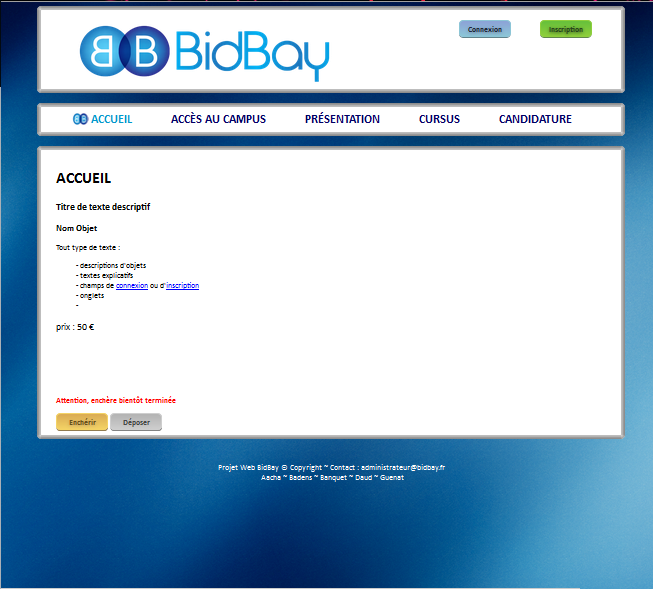 BB BidBay
Connexion
Inscription
BB ACCUEIL
ACCÈS AU CAMPUS
PRÉSENTATION
CURSUS
CANDIDATURE
ACCUEIL
Titre de texte descriptif
Nom Objet
Tout type de texte :
- descriptions d'objets
- textes explicatifs
- champs de connexion ou d'inscription
- onglets
-
prix : 50 €
Attention, enchère bientôt terminée
Enchérir
Déposer
Projet Web BidBay © Copyright ~ Contact : administrateur@bidbay.fr
Aacha ~ Badens ~ Banquet ~ Daud ~ Guenat